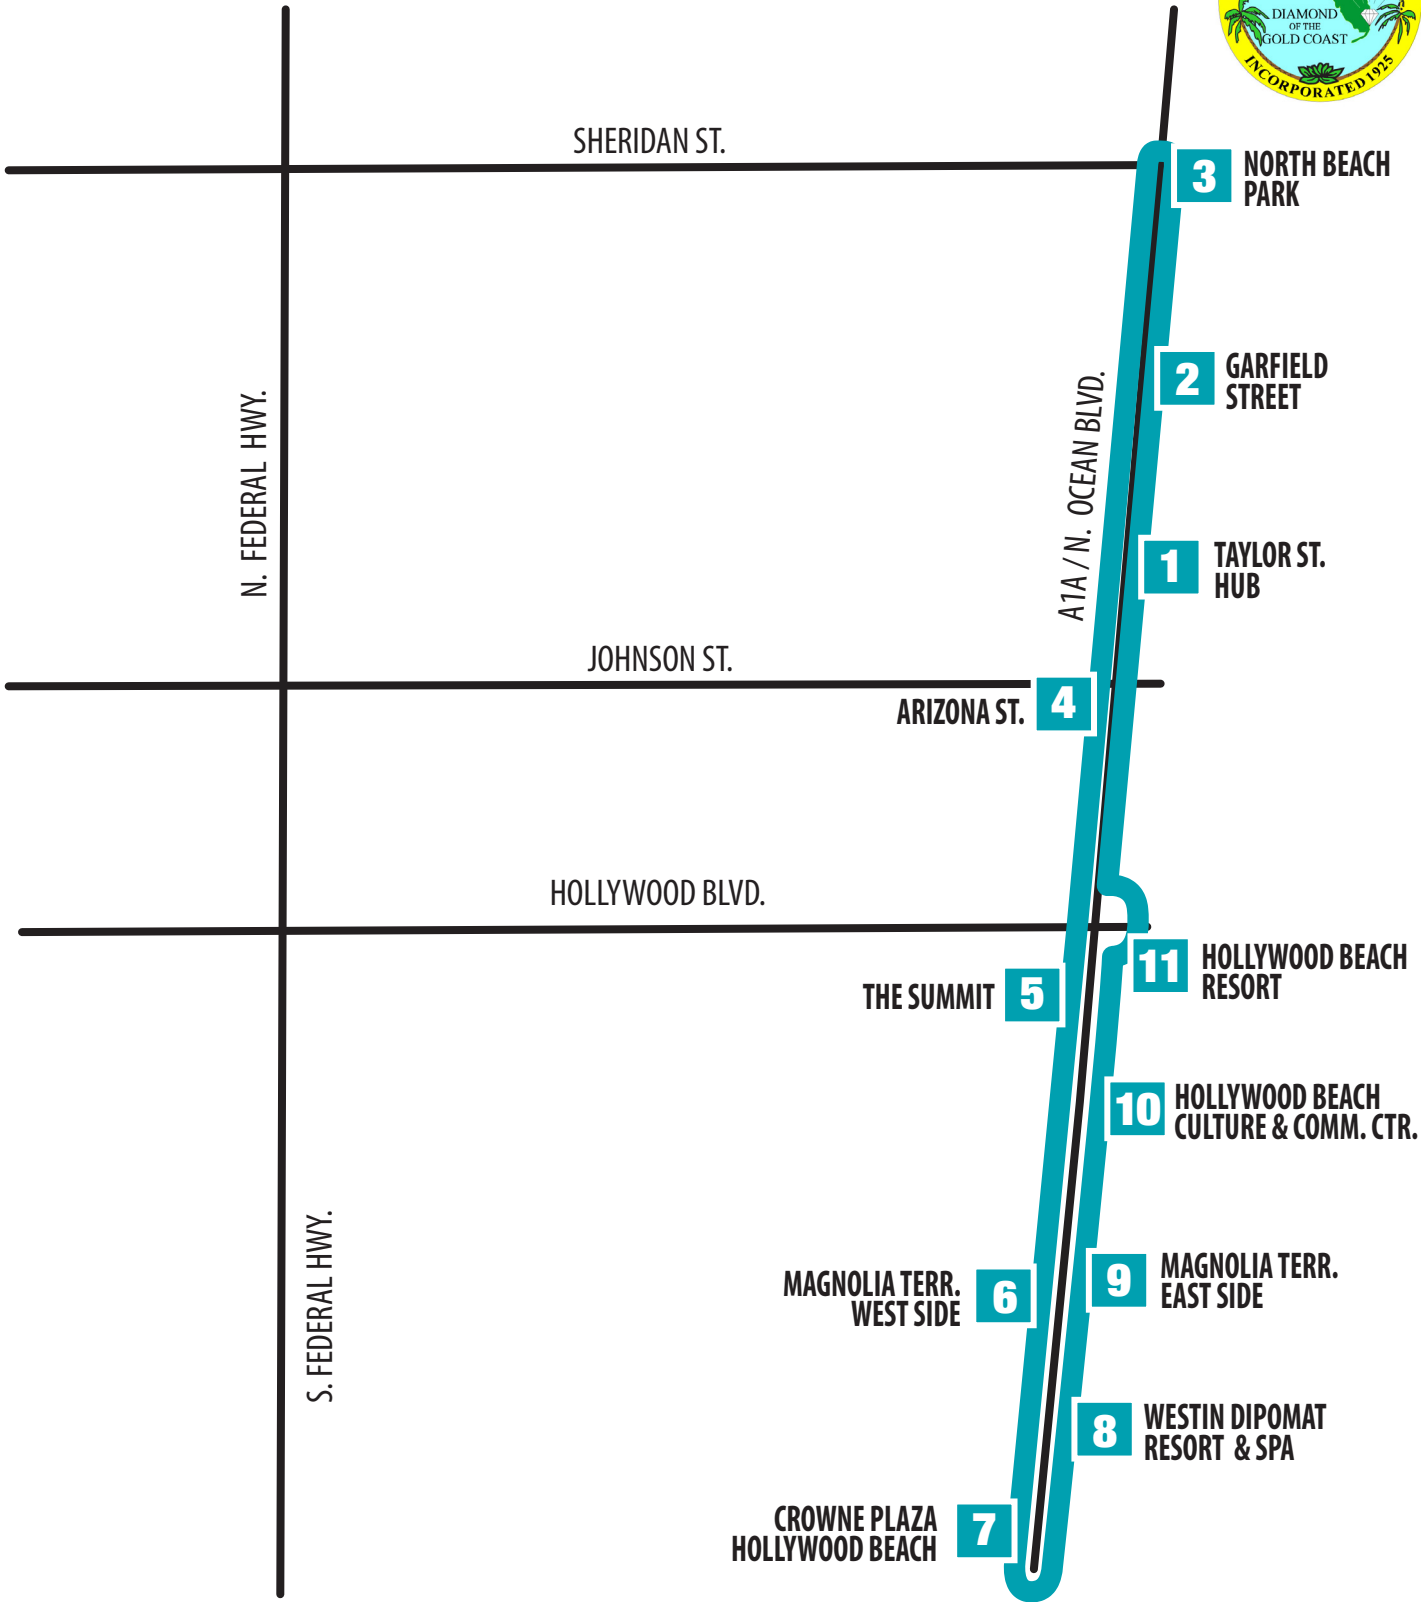 DIAMOND
OF THE
GOLD COAST
INCORPORATED 1925
SHERIDAN ST.
3 NORTH BEACH
PARK
2 GARFIELD
STREET
N. FEDERAL HWY.
A1A / N. OCEAN BLVD.
1 TAYLOR ST.
HUB
JOHNSON ST.
ARIZONA ST. 4
HOLLYWOOD BLVD.
11 HOLLYWOOD BEACH
RESORT
THE SUMMIT 5
10 HOLLYWOOD BEACH
CULTURE & COMM. CTR.
S. FEDERAL HWY.
MAGNOLIA TERR.
WEST SIDE 6
9 MAGNOLIA TERR.
EAST SIDE
8 WESTIN DIPOMAT
RESORT & SPA
CROWNE PLAZA
HOLLYWOOD BEACH 7